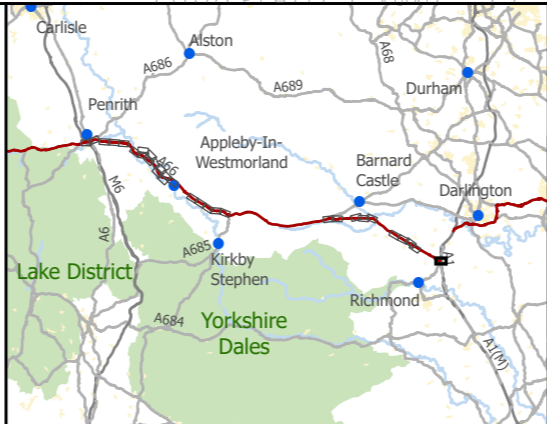 Carlisle
Alston
A68
A686
A689
Durham
Penrith
Appleby-In-
Westmorland
A66
Barnard
Castle
Darlington
M6
A6
A685
Kirkby
Stephen
A1
Lake District
Richmond
A684
Yorkshire
Dales
A1(M)